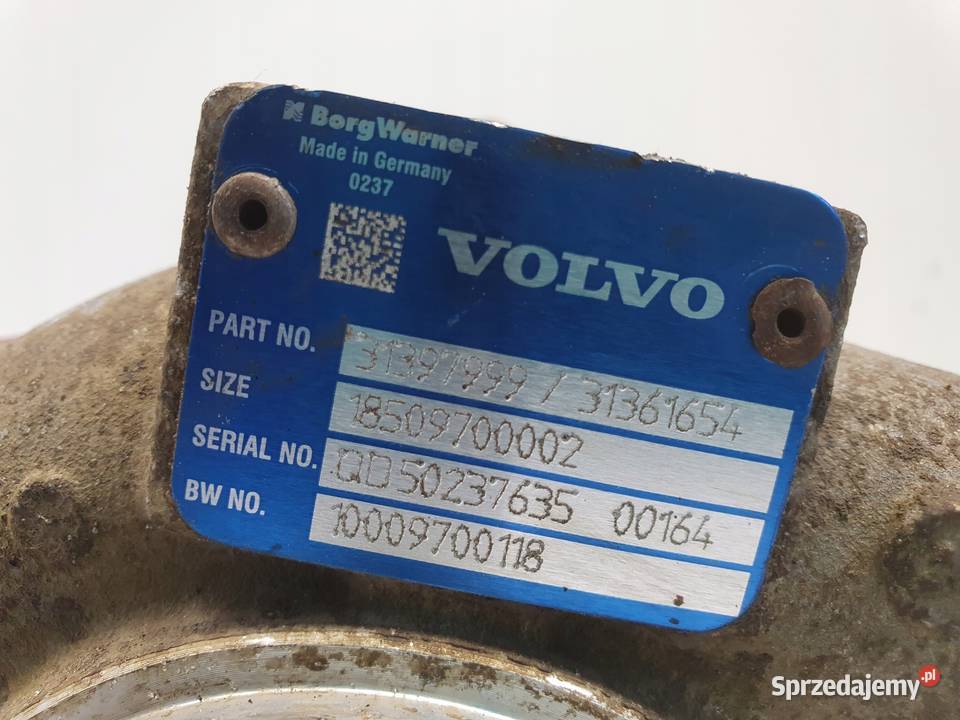 BorgWarner
Made in Germany
0237
VOLVO
PART NO. 31397999 / 31361654
SIZE 18509700002
SERIAL NO. QD50237635 00164
BW NO. 10009700118
Sprzedajemy.pl